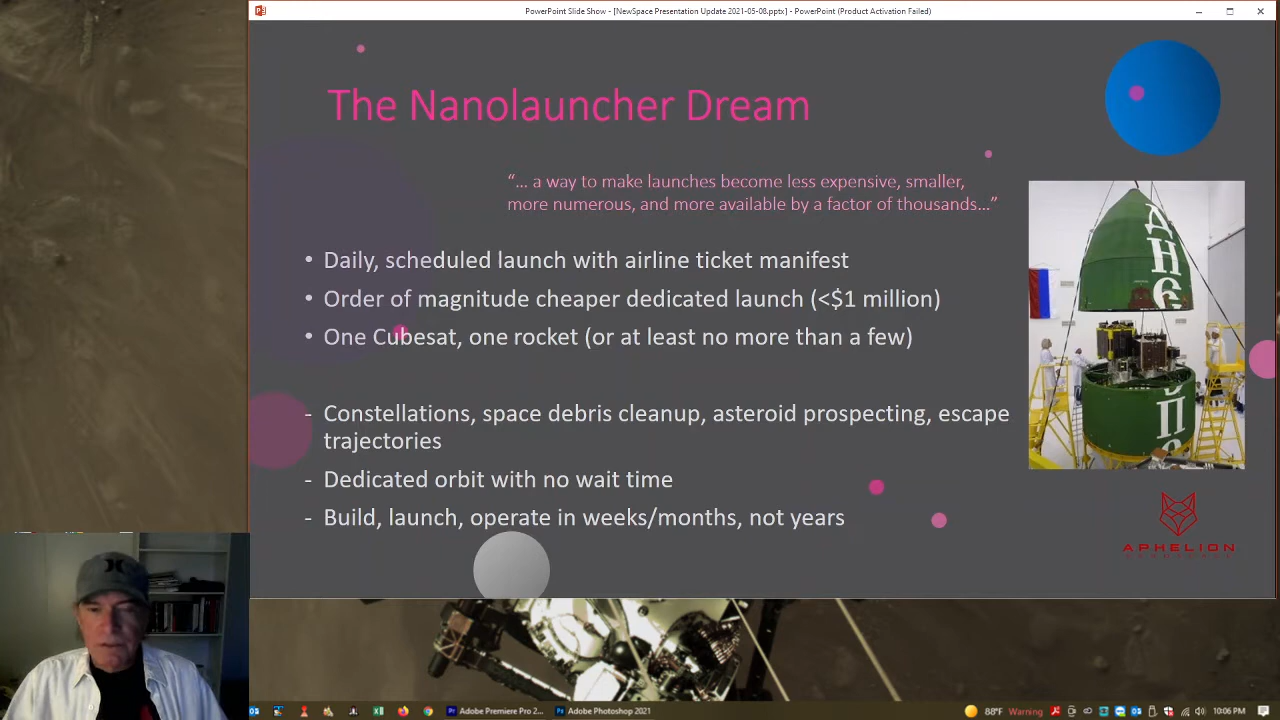 PowerPoint Slide Show - [NewSpace Presentation Update 2021-05-08.pptx] - PowerPoint (Product Activation Failed)
The Nanolauncher Dream
“... a way to make launches become less expensive, smaller,
more numerous, and more available by a factor of thousands...”
• Daily, scheduled launch with airline ticket manifest
• Order of magnitude cheaper dedicated launch (<$1 million)
• One Cubesat, one rocket (or at least no more than a few)
- Constellations, space debris cleanup, asteroid prospecting, escape
trajectories
- Dedicated orbit with no wait time
- Build, launch, operate in weeks/months, not years
APHELION
Adobe Premiere Pro 2...
Adobe Photoshop 2021
88°F Warning
10:06 PM